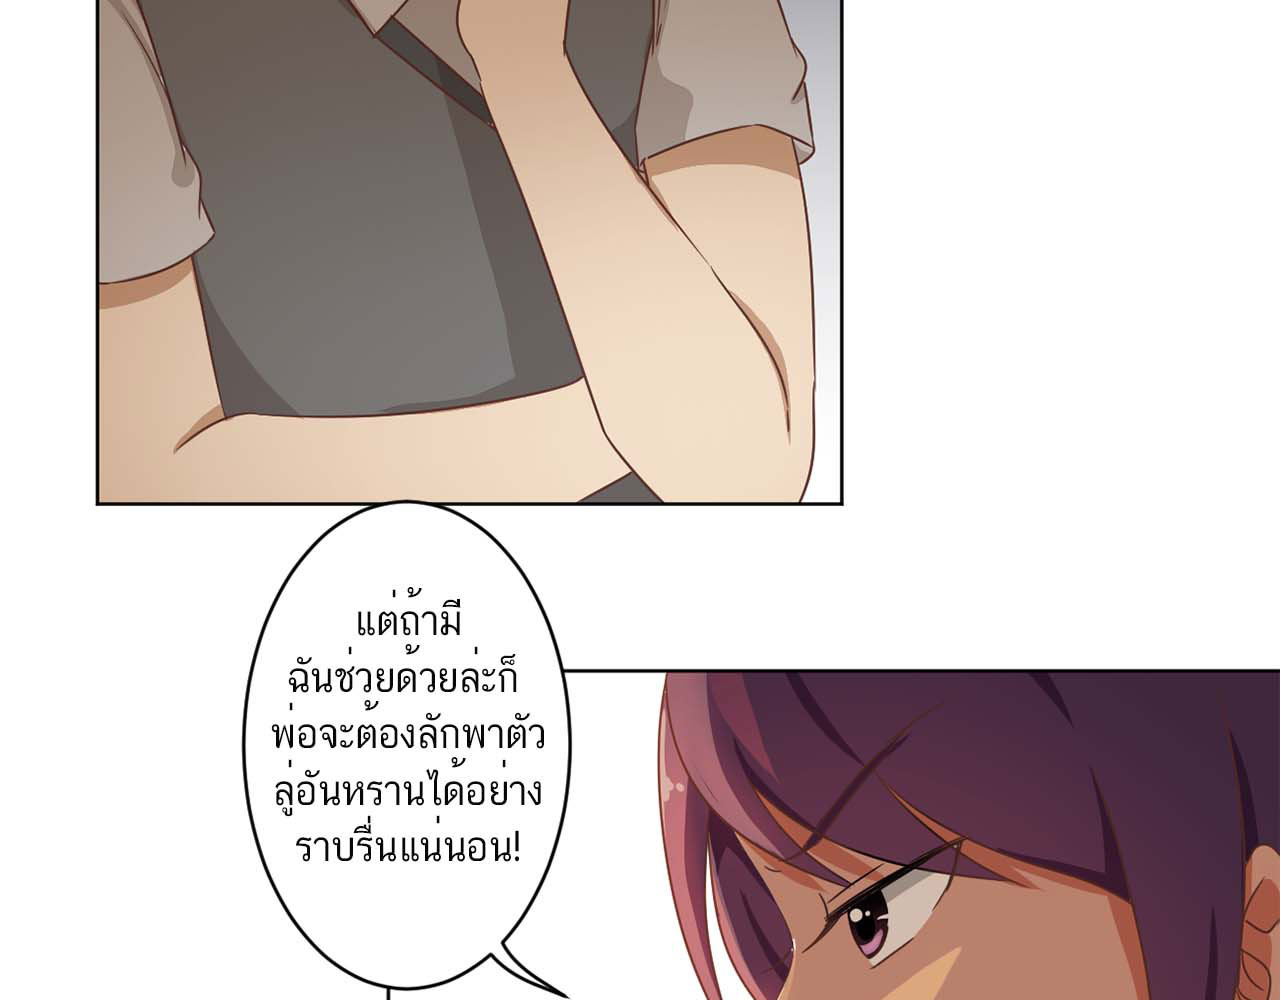 แต่ถ้ามี
ฉันช่วยด้วยล่ะก็
พ่อจะต้องลักพาตัว
ลู่อันหรานได้อย่าง
ราบรื่นแน่นอน!